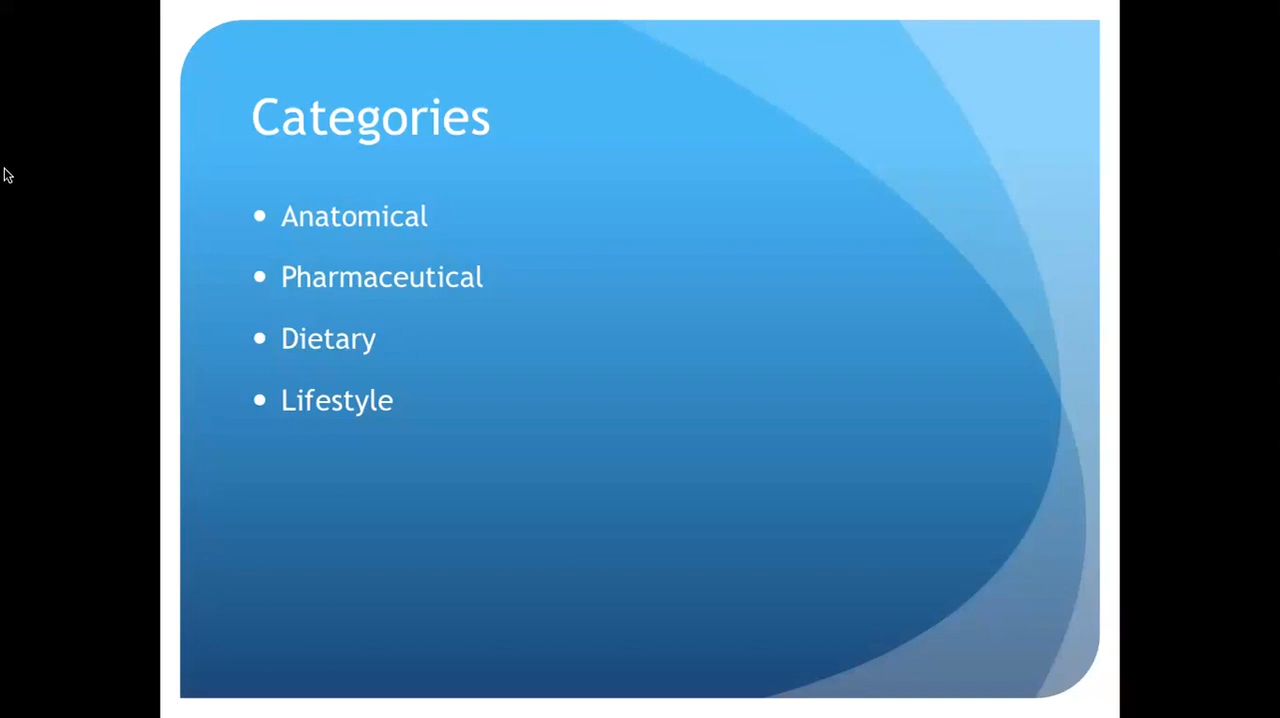 Categories
• Anatomical
• Pharmaceutical
• Dietary
• Lifestyle